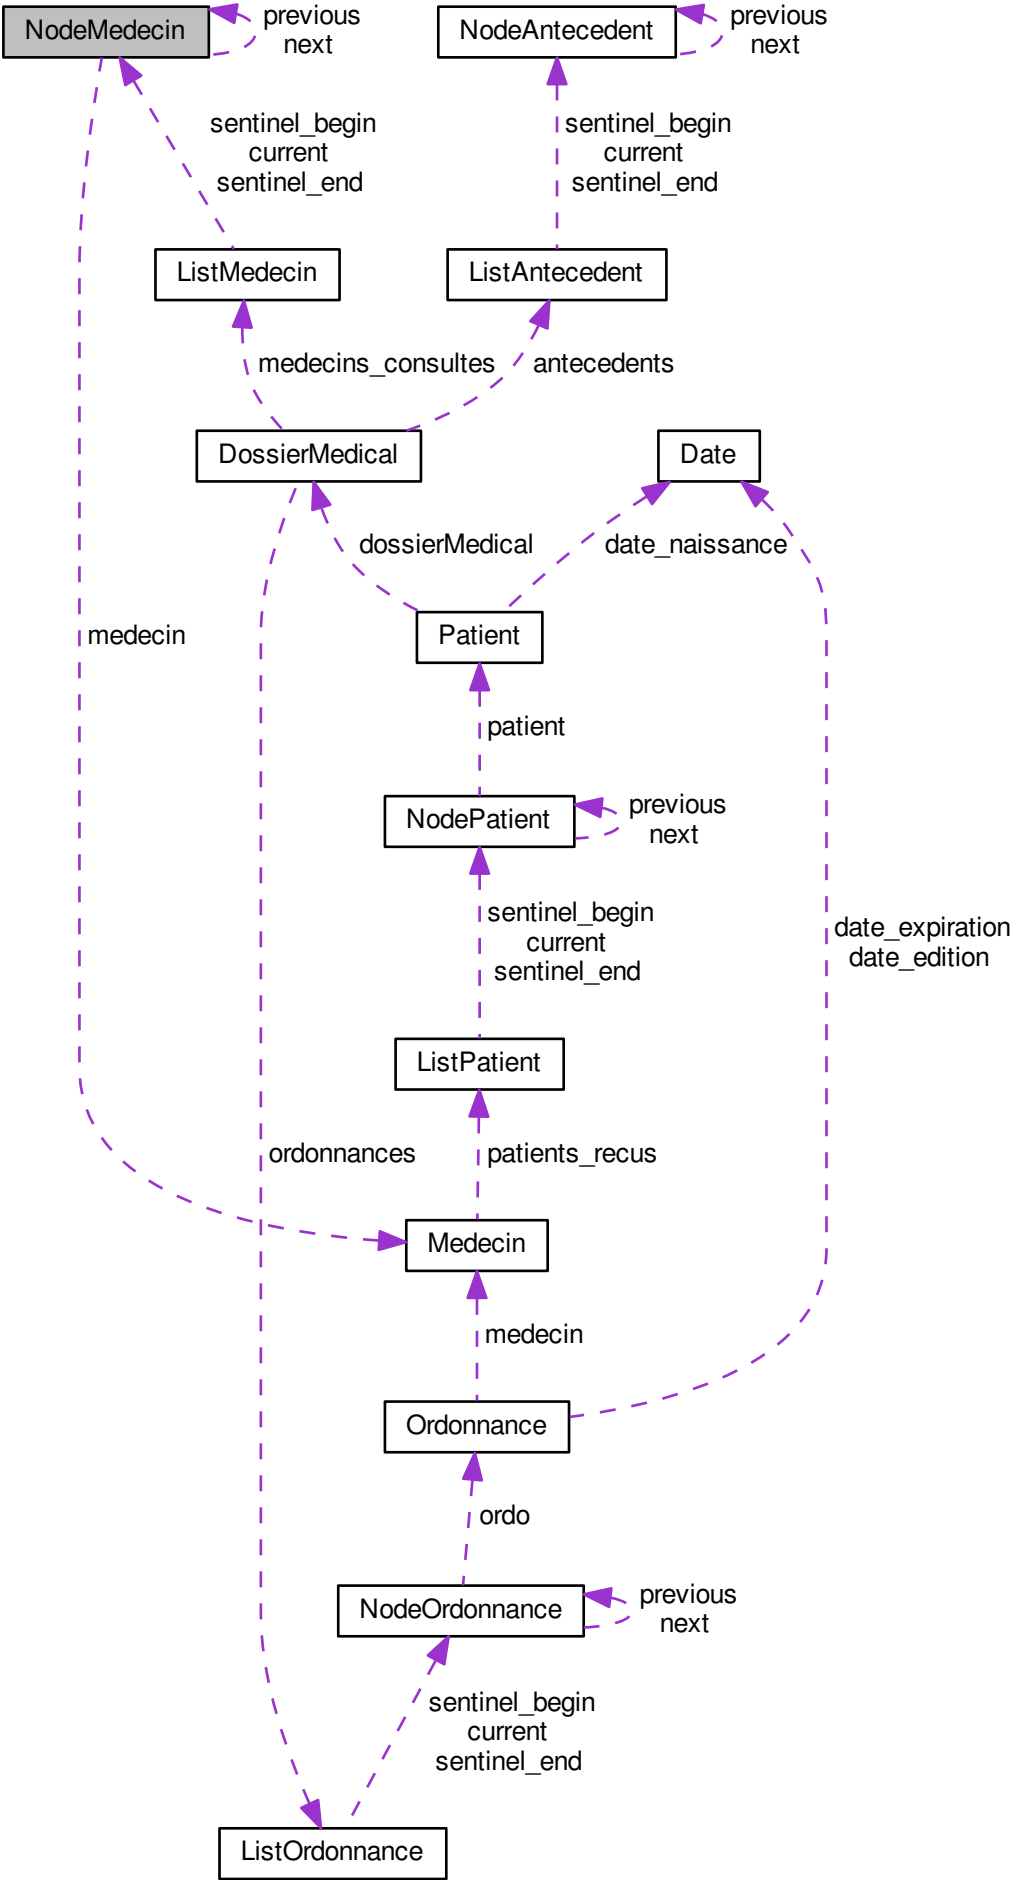 NodeMedecin
previous
next
NodeAntecedent
previous
next
sentinel_begin
current
sentinel_end
sentinel_begin
current
sentinel_end
ListMedecin
ListAntecedent
medecins_consultes
antecedents
DossierMedical
Date
dossierMedical
date_naissance
medecin
Patient
patient
NodePatient
previous
next
sentinel_begin
current
sentinel_end
date_expiration
date_edition
ListPatient
ordonnances
patients_recus
Medecin
medecin
Ordonnance
ordo
NodeOrdonnance
previous
next
sentinel_begin
current
sentinel_end
ListOrdonnance